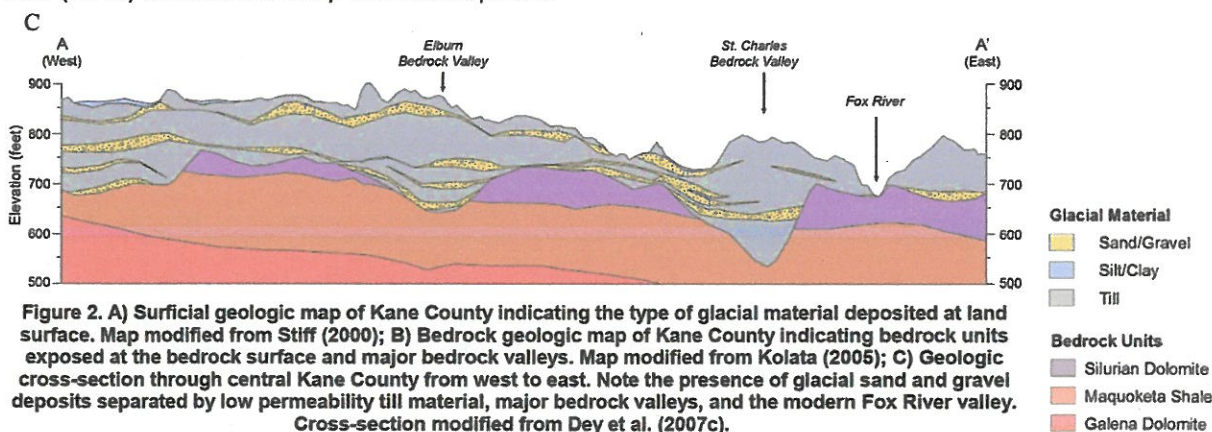 C
A
(West)
Elburn
Bedrock Valley
St. Charles
Bedrock Valley
A'
(East)
Fox River
900
800
700
600
500
Elevation (feet)
900
800
700
600
500
Glacial Material
Sand/Gravel
Silt/Clay
Till
Bedrock Units
Silurian Dolomite
Maquoketa Shale
Galena Dolomite
Figure 2. A) Surficial geologic map of Kane County indicating the type of glacial material deposited at land
surface. Map modified from Stiff (2000); B) Bedrock geologic map of Kane County indicating bedrock units
exposed at the bedrock surface and major bedrock valleys. Map modified from Kolata (2005); C) Geologic
cross-section through central Kane County from west to east. Note the presence of glacial sand and gravel
deposits separated by low permeability till material, major bedrock valleys, and the modern Fox River valley.
Cross-section modified from Dey et al. (2007c).